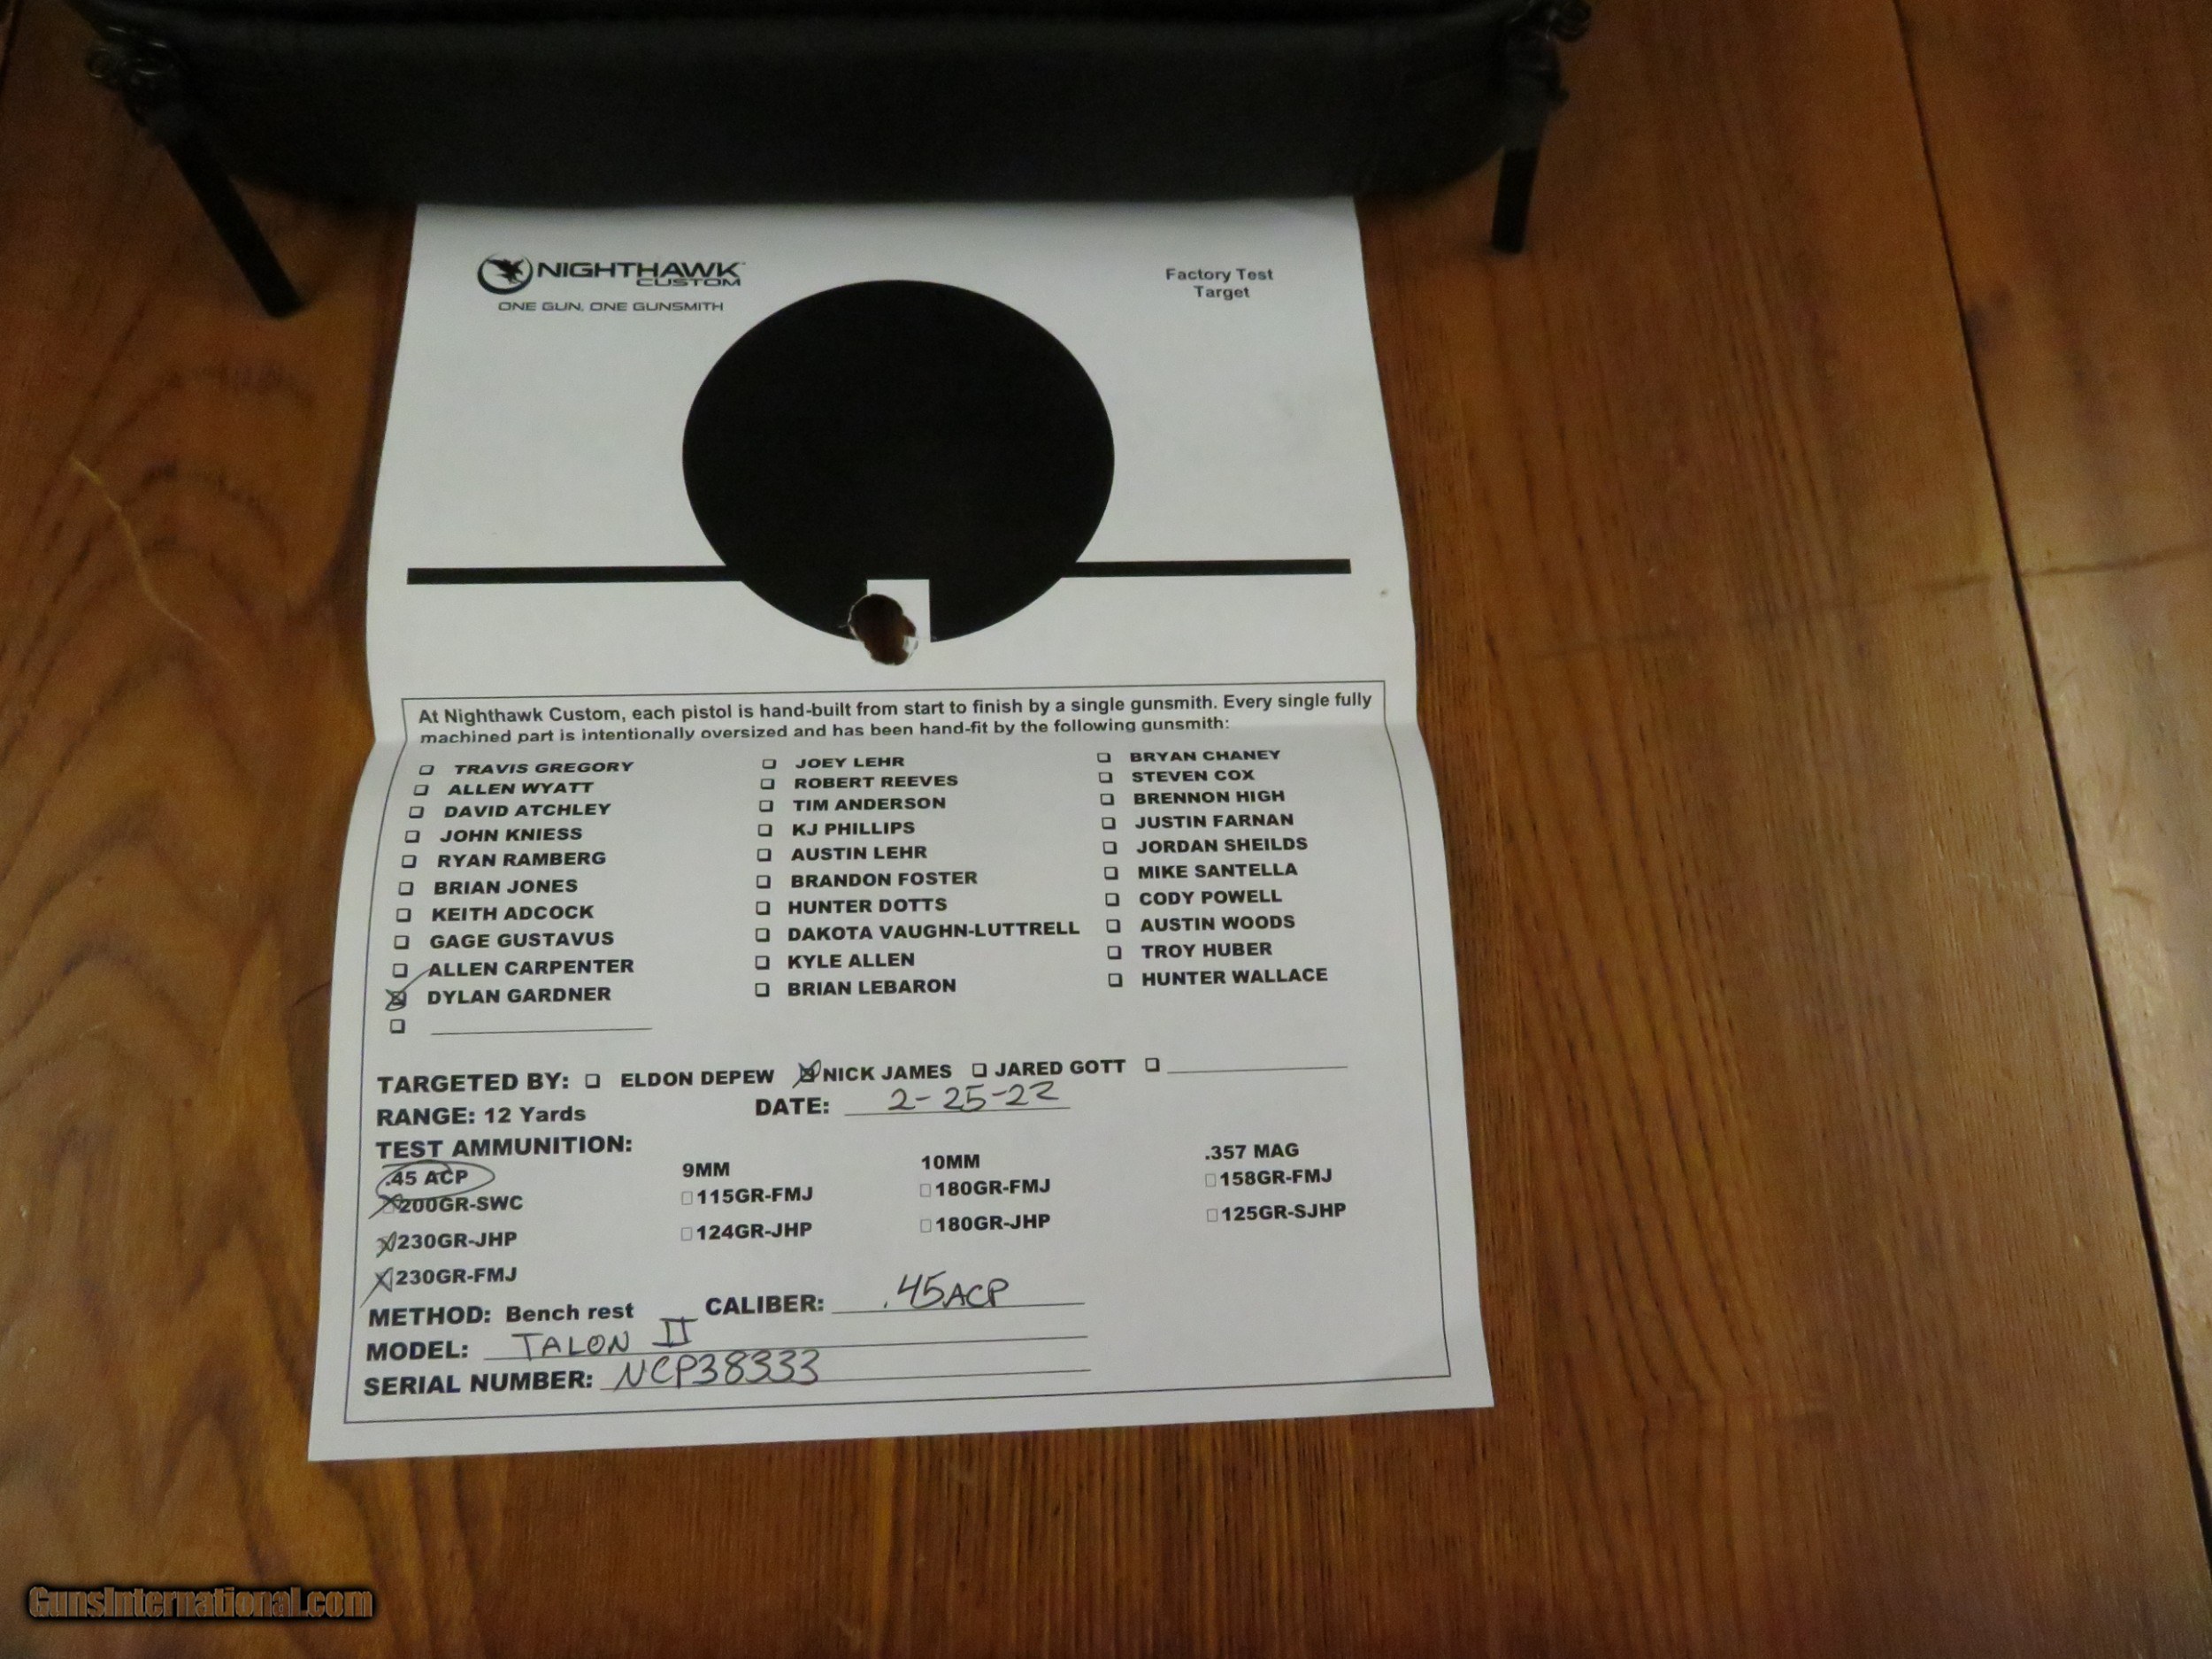 NIGHTHAWK
CUSTOM
ONE GUN, ONE GUNSMITH
Factory Test
Target
At Nighthawk Custom, each pistol is hand-built from start to finish by a single gunsmith. Every single fully
machined part is intentionally oversized and has been hand-fit by the following gunsmith:
TRAVIS GREGORY
ALLEN WYATT
DAVID ATCHLEY
JOHN KNIESS
RYAN RAMBERG
BRIAN JONES
KEITH ADCOCK
GAGE GUSTAVUS
ALLEN CARPENTER
DYLAN GARDNER
JOEY LEHR
ROBERT REEVES
TIM ANDERSON
KJ PHILLIPS
AUSTIN LEHR
BRANDON FOSTER
HUNTER DOTTS
DAKOTA VAUGHN-LUTTRELL
KYLE ALLEN
BRIAN LEBARON
BRYAN CHANEY
STEVEN COX
BRENNON HIGH
JUSTIN FARNAN
JORDAN SHEILDS
MIKE SANTELLA
CODY POWELL
AUSTIN WOODS
TROY HUBER
HUNTER WALLACE
TARGETED BY: ELDON DEPEW NICK JAMES JARED GOTT
RANGE: 12 Yards DATE: 2-25-22
TEST AMMUNITION:
.45 ACP
200GR-SWC
230GR-JHP
230GR-FMJ
9MM
115GR-FMJ
124GR-JHP
10MM
180GR-FMJ
180GR-JHP
.357 MAG
158GR-FMJ
125GR-SJHP
METHOD: Bench rest CALIBER: .45ACP
MODEL: TALON II
SERIAL NUMBER: NCP38333
GunsInternational.com